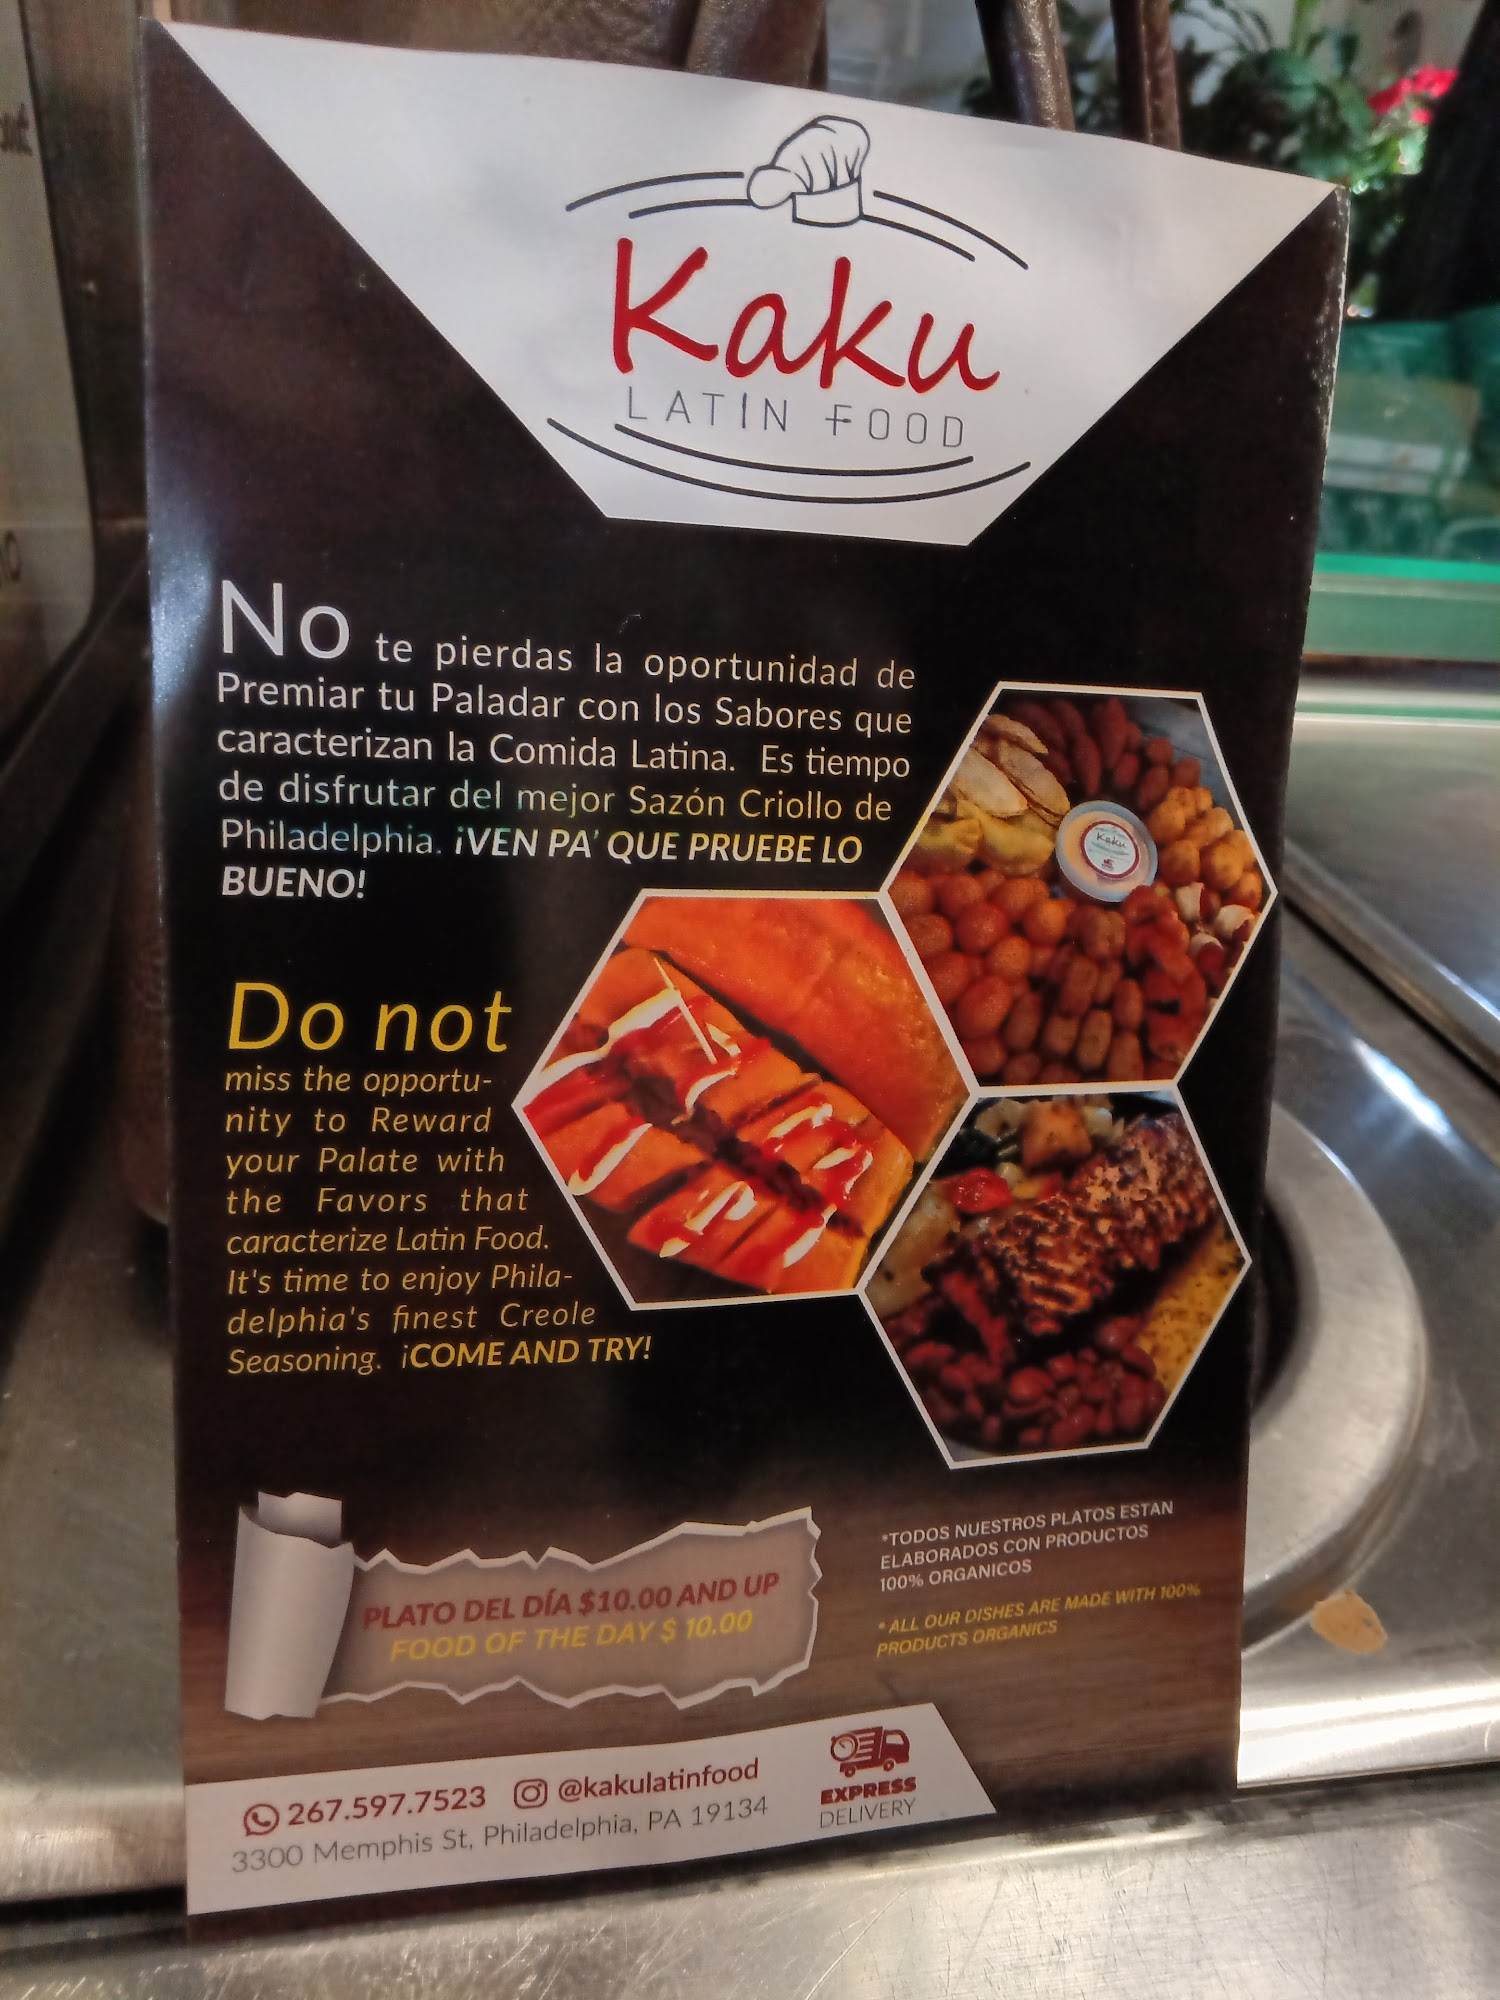 Kaku
LATIN FOOD
No te pierdas la oportunidad de
Premiar tu Paladar con los Sabores que
caracterizan la Comida Latina. Es tiempo
de disfrutar del mejor Sazón Criollo de
Philadelphia. ¡VEN PA' QUE PRUEBE LO
BUENO!
Kaku
Do not
miss the opportu-
nity to Reward
your Palate with
the Favors that
caracterize Latin Food.
It's time to enjoy Phila-
delphia's finest Creole
Seasoning. ¡COME AND TRY!
PLATO DEL DÍA $10.00 AND UP
FOOD OF THE DAY $ 10.00
*TODOS NUESTROS PLATOS ESTAN
ELABORADOS CON PRODUCTOS
100% ORGANICOS
* ALL OUR DISHES ARE MADE WITH 100%
PRODUCTS ORGANICS
267.597.7523 @kakulatinfood
3300 Memphis St, Philadelphia, PA 19134
EXPRESS
DELIVERY